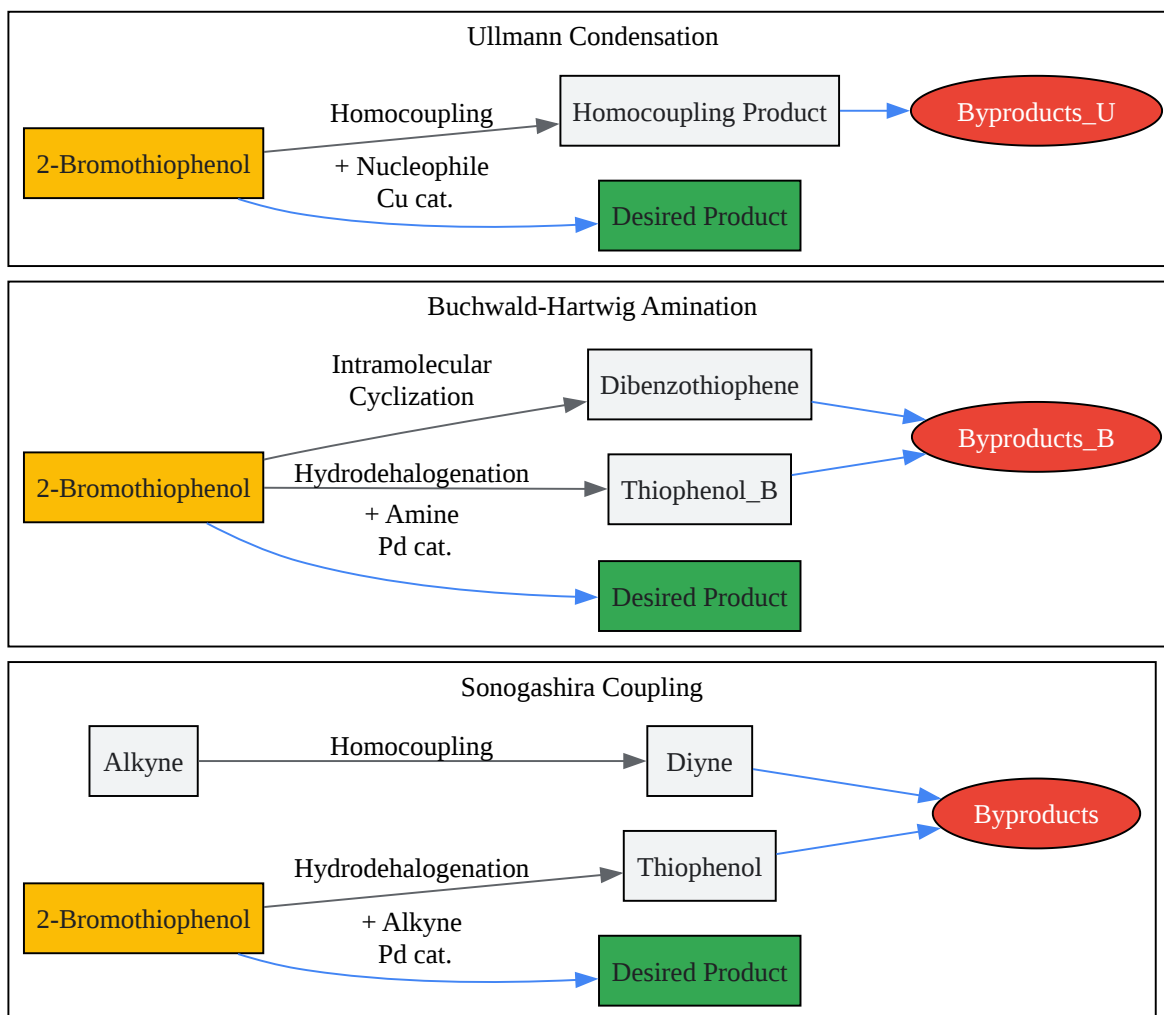 Ullmann Condensation
Homocoupling
Homocoupling Product
Byproducts_U
2-Bromothiophenol
+ Nucleophile
Cu cat.
Desired Product
Buchwald-Hartwig Amination
Intramolecular
Cyclization
Dibenzothiophene
Byproducts_B
2-Bromothiophenol
Hydrodehalogenation
Thiophenol_B
+ Amine
Pd cat.
Desired Product
Sonogashira Coupling
Alkyne
Homocoupling
Diyne
Byproducts
Hydrodehalogenation
Thiophenol
2-Bromothiophenol
+ Alkyne
Pd cat.
Desired Product